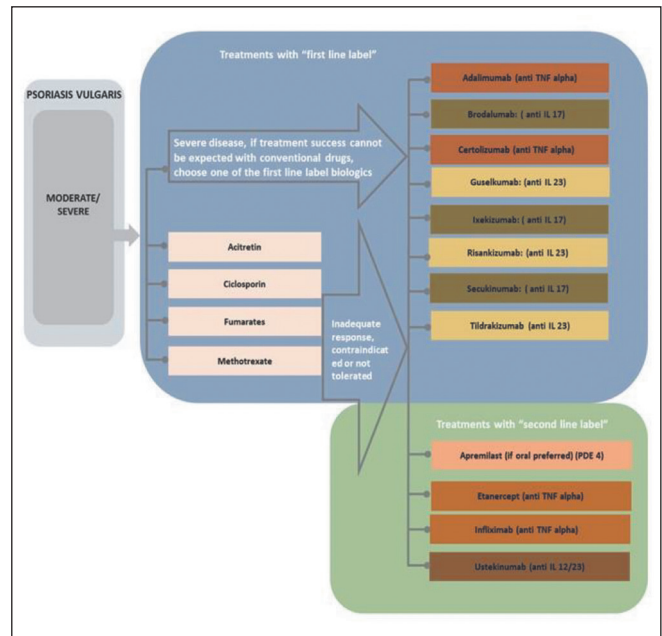 Treatments with "first line label"
PSORIASIS VULGARIS
MODERATE/
SEVERE
Severe disease, if treatment success cannot
be expected with conventional drugs,
choose one of the first line label biologics
Acitretin
Ciclosporin
Fumarates
Methotrexate
Inadequate
response,
contraindicat
ed or not
tolerated
Adalimumab (anti TNF alpha)
Brodalumab: ( anti IL 17)
Certolizumab (anti TNF alpha)
Guselkumab: (anti IL 23)
Ixekizumab: ( anti IL 17)
Risankizumab: (anti IL 23)
Secukinumab: ( anti IL 17)
Tildrakizumab (anti IL 23)
Treatments with "second line label"
Apremilast (if oral preferred) (PDE 4)
Etanercept (anti TNF alpha)
Infliximab (anti TNF alpha)
Ustekinumab (anti IL 12/23)